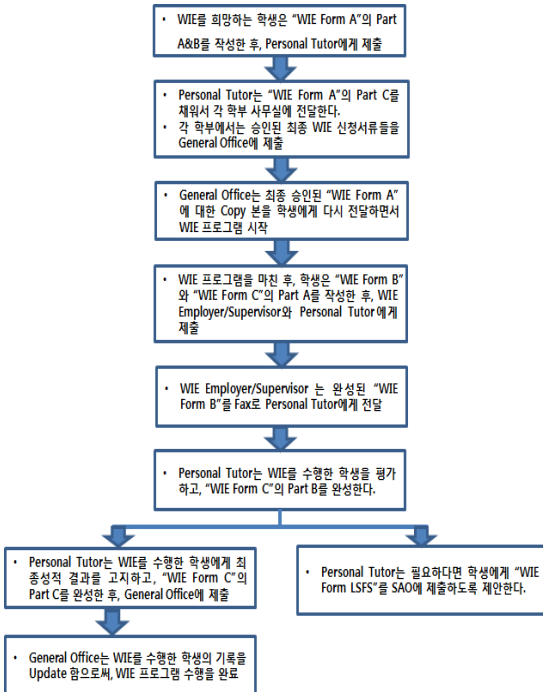 • WIE를 희망하는 학생은 “WIE Form A”의 Part
A&B를 작성한 후, Personal Tutor에게 제출
• Personal Tutor는 “WIE Form A”의 Part C를
채워서 각 학부 사무실에 전달한다.
• 각 학부에서는 승인된 최종 WIE 신청서류들을
General Office에 제출
• General Office는 최종 승인된 “WIE Form A”
에 대한 Copy 본을 학생에게 다시 전달하면서
WIE 프로그램 시작
• WIE 프로그램을 마친 후, 학생은 “WIE Form B”
와 “WIE Form C”의 Part A를 작성한 후, WIE
Employer/Supervisor와 Personal Tutor에게
제출
• WIE Employer/Supervisor 는 완성된 “WIE
Form B”를 Fax로 Personal Tutor에게 전달
• Personal Tutor는 WIE를 수행한 학생을 평가
하고, “WIE Form C”의 Part B를 완성한다.
• Personal Tutor는 WIE를 수행한 학생에게 최
종성적 결과를 고지하고, “WIE Form C”의
Part C를 완성한 후, General Office에 제출
• Personal Tutor는 필요하다면 학생에게 “WIE
Form LSFS”를 SAO에 제출하도록 제안한다.
• General Office는 WIE를 수행한 학생의 기록을
Update 함으로써, WIE 프로그램 수행을 완료